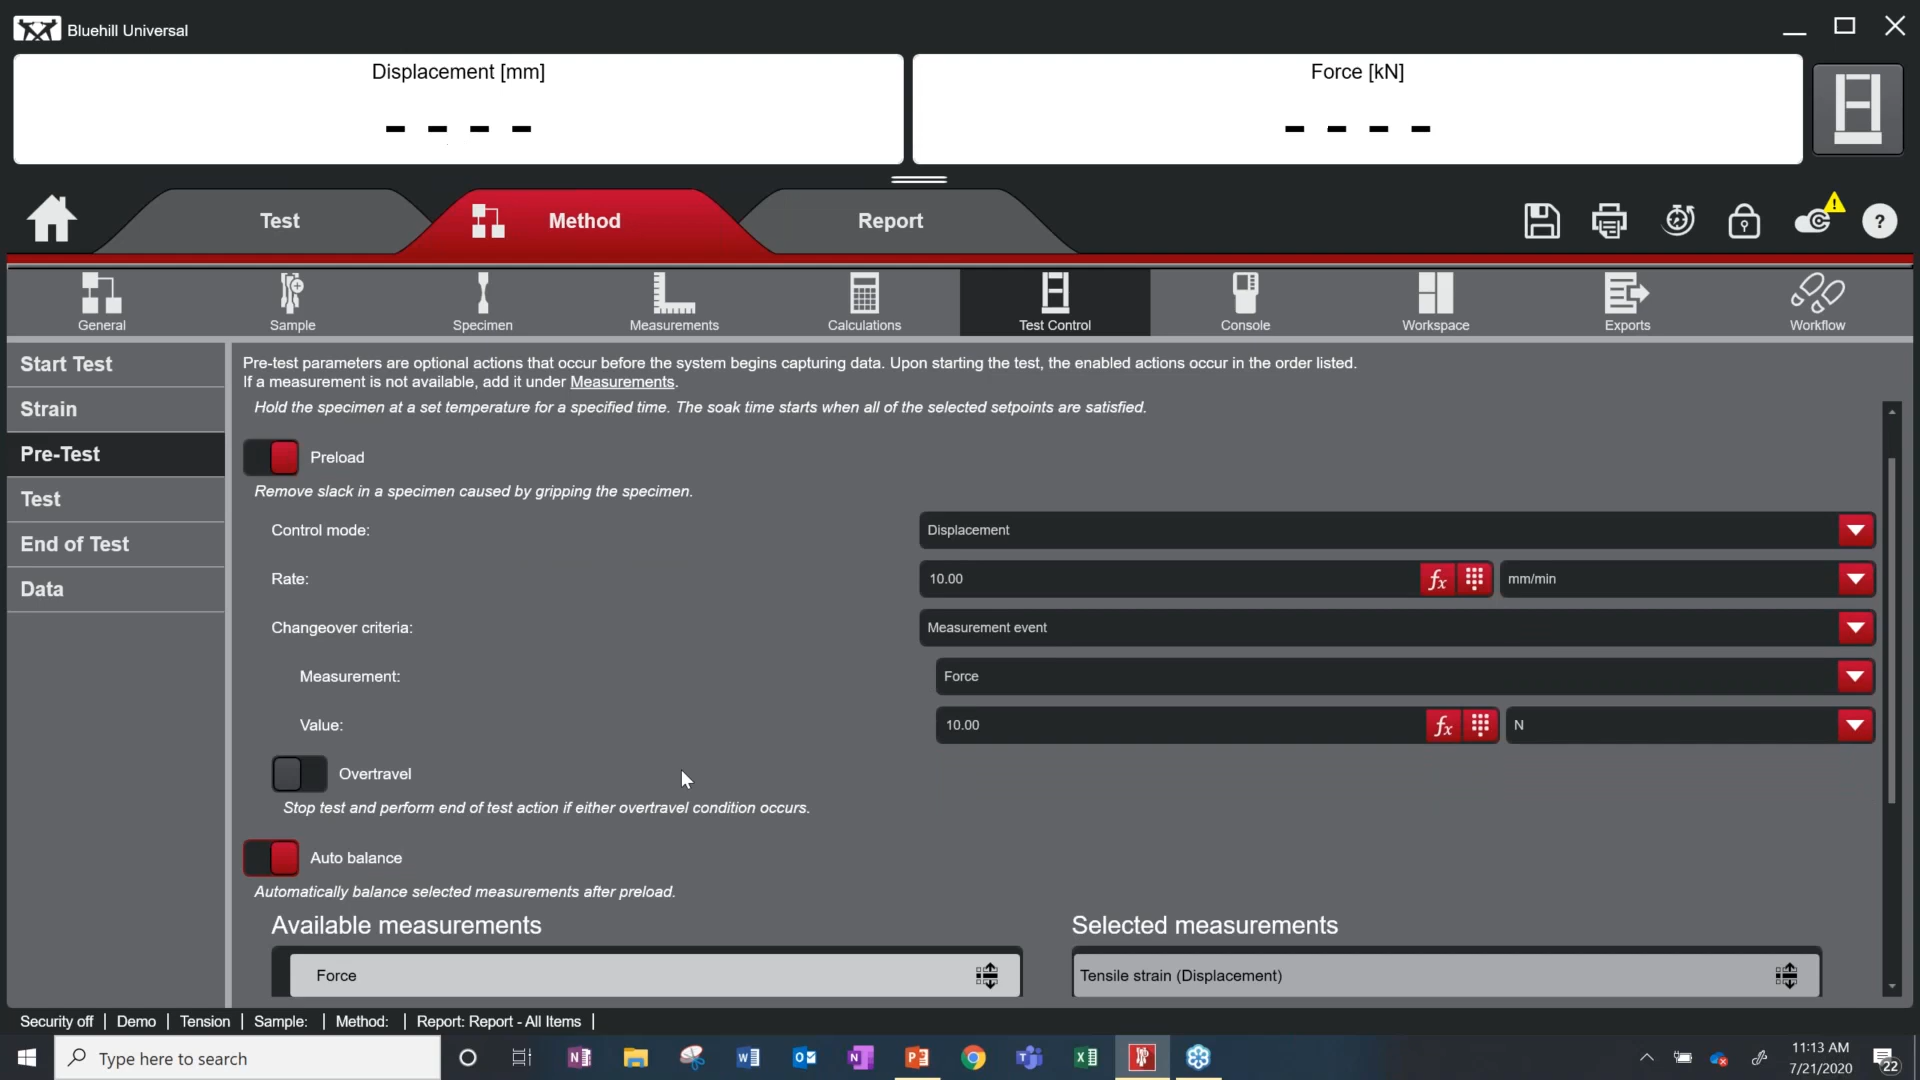 Bluehill Universal
Displacement [mm]
- - - -
Force [kN]
- - - -
Test
Method
Report
General
Sample
Specimen
Measurements
Calculations
Test Control
Console
Workspace
Exports
Workflow
Start Test
Strain
Pre-Test
Test
End of Test
Data
Pre-test parameters are optional actions that occur before the system begins capturing data. Upon starting the test, the enabled actions occur in the order listed.
If a measurement is not available, add it under Measurements.
Hold the specimen at a set temperature for a specified time. The soak time starts when all of the selected setpoints are satisfied.
Preload
Remove slack in a specimen caused by gripping the specimen.
Control mode:
Displacement
Rate:
10.00
fx
mm/min
Changeover criteria:
Measurement event
Measurement:
Force
Value:
10.00
fx
N
Overtravel
Stop test and perform end of test action if either overtravel condition occurs.
Auto balance
Automatically balance selected measurements after preload.
Available measurements
Selected measurements
Force
Tensile strain (Displacement)
Security off | Demo | Tension | Sample: | Method: | Report: Report - All Items |
Type here to search
11:13 AM
7/21/2020
22